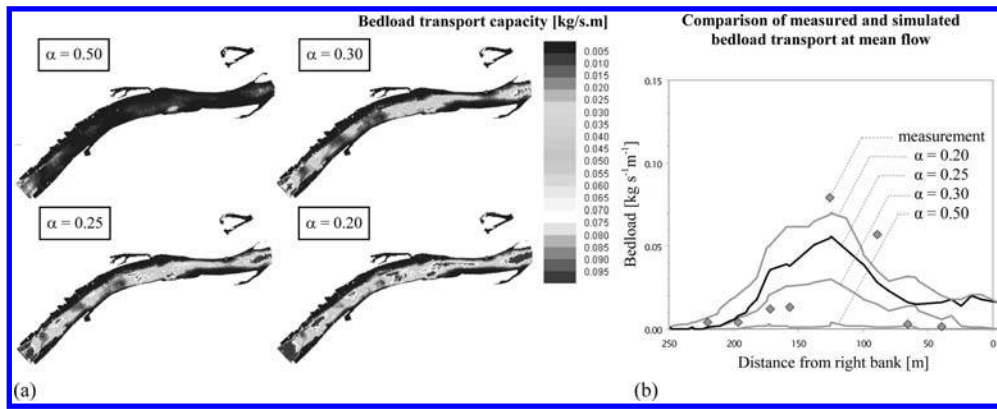 Bedload transport capacity [kg/s.m]
α = 0.50
α = 0.30
α = 0.25
α = 0.20
0.005
0.010
0.015
0.020
0.025
0.030
0.035
0.040
0.045
0.050
0.055
0.060
0.065
0.070
0.075
0.080
0.085
0.090
0.095
(a)
Comparison of measured and simulated
bedload transport at mean flow
0.15
0.10
0.05
0.00
Bedload [kg s⁻¹m⁻¹]
measurement
α = 0.20
α = 0.25
α = 0.30
α = 0.50
250
200
150
100
50
0
Distance from right bank [m]
(b)